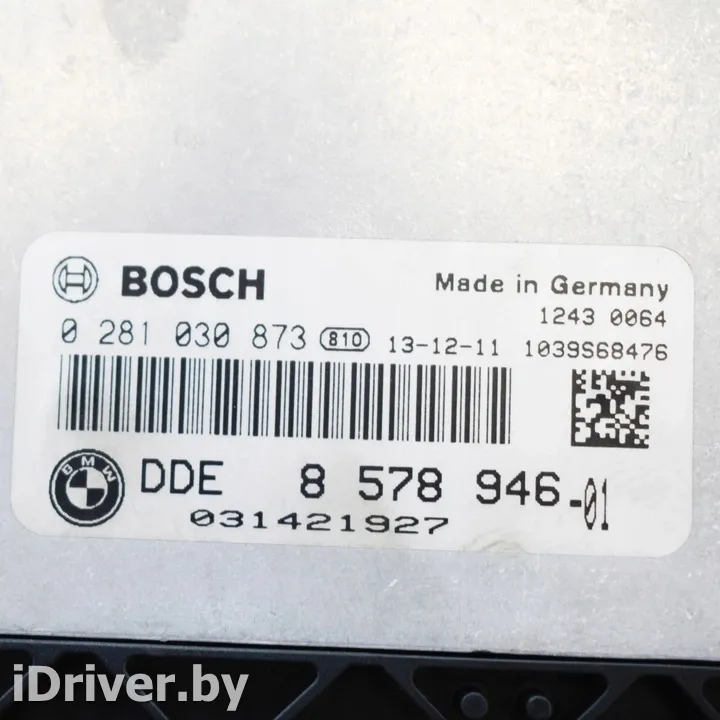 BOSCH
Made in Germany
1243 0064
0 281 030 873 810 13-12-11 1039S68476
BMW
DDE 8 578 946-01
031421927
iDriver.by